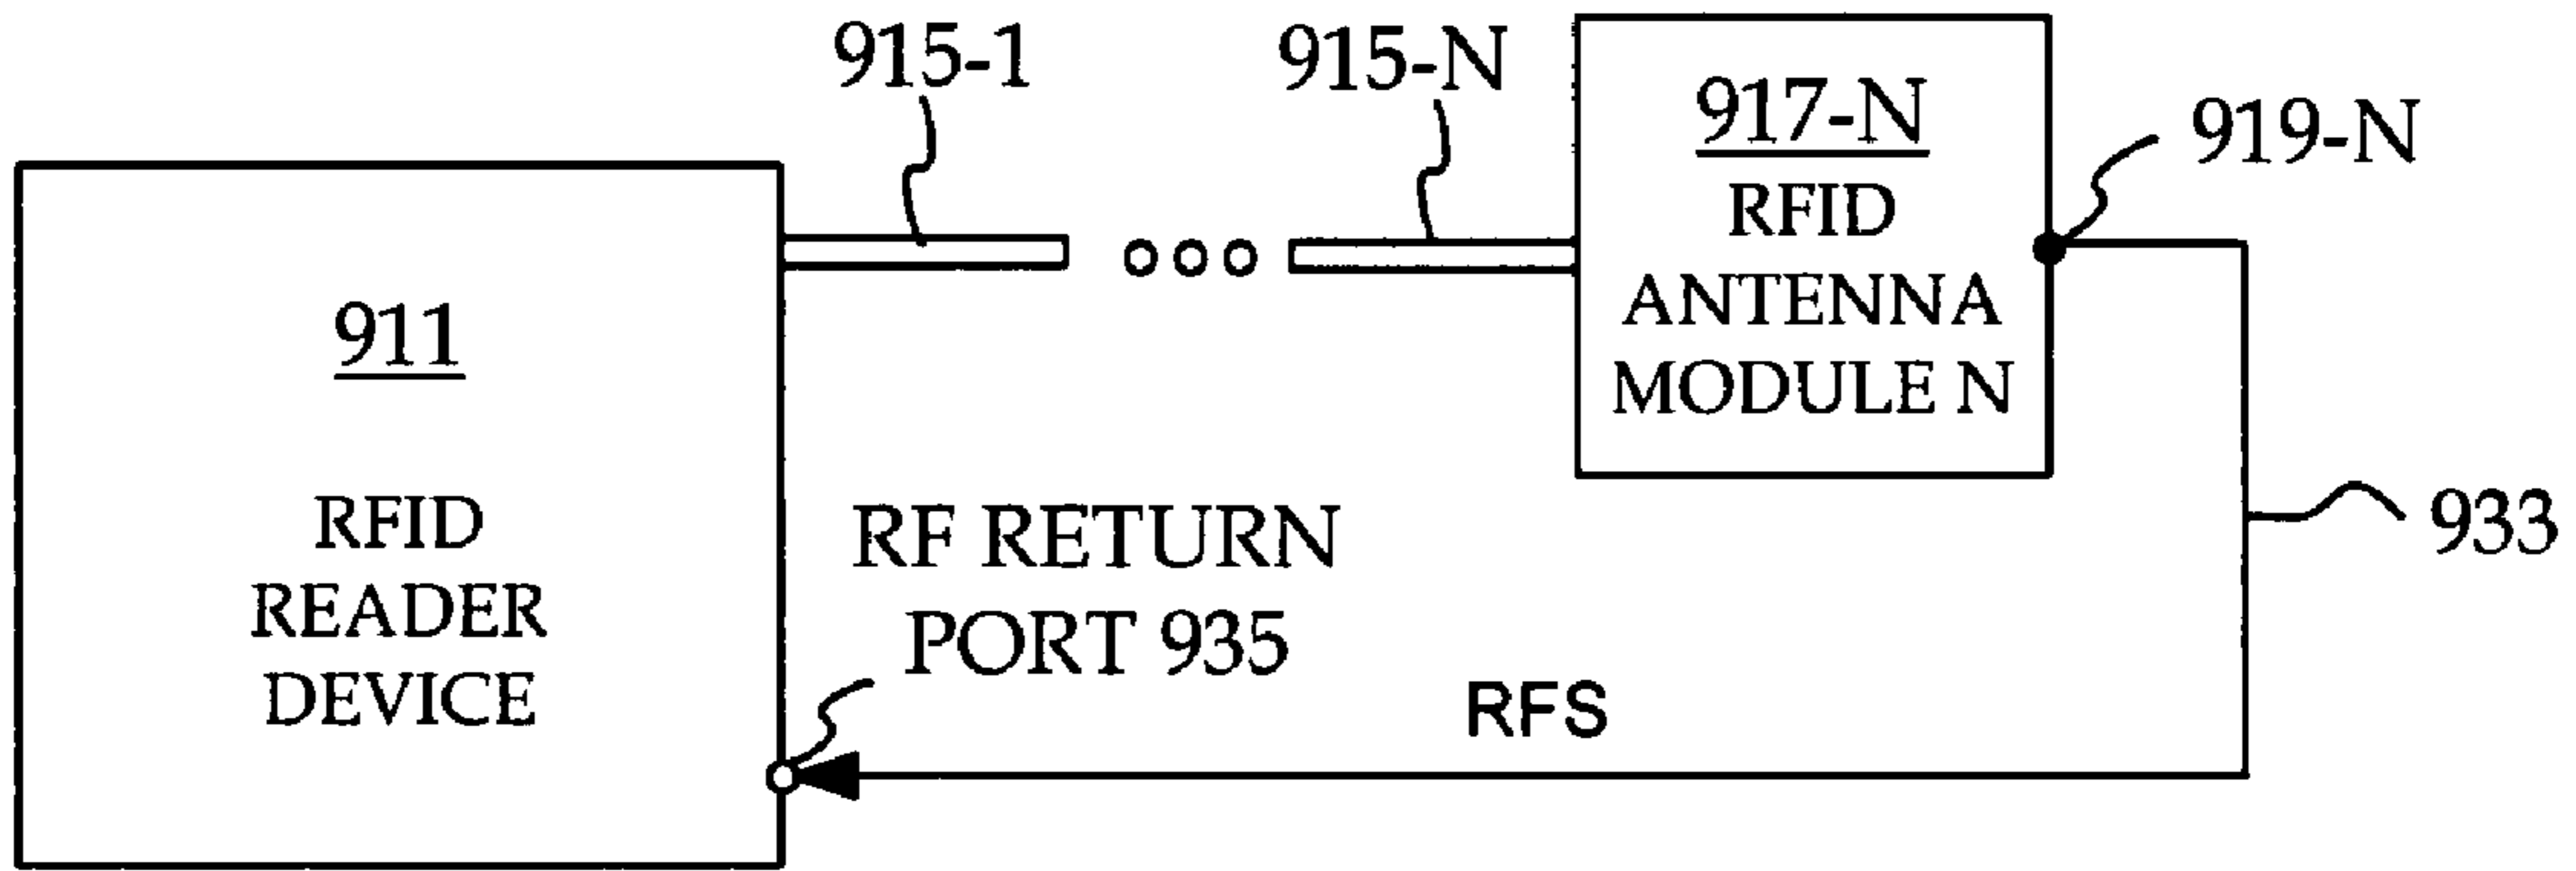 915-1
915-N
917-N
RFID
ANTENNA
MODULE N
919-N
911
RFID
READER
DEVICE
RF RETURN
PORT 935
RFS
933